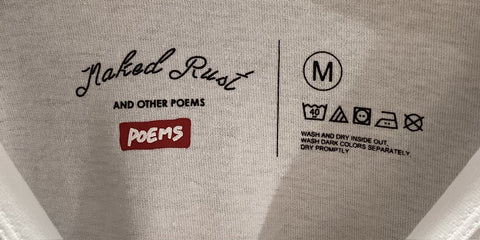 Naked Rust
AND OTHER POEMS
POEMS
M
40
WASH AND DRY INSIDE OUT,
WASH DARK COLORS SEPARATELY,
DRY PROMPTLY